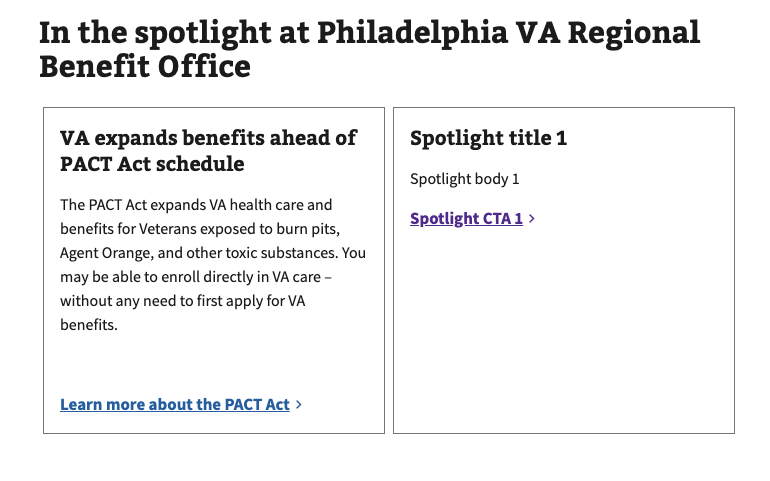 In the spotlight at Philadelphia VA Regional
Benefit Office
VA expands benefits ahead of
PACT Act schedule
The PACT Act expands VA health care and
benefits for Veterans exposed to burn pits,
Agent Orange, and other toxic substances. You
may be able to enroll directly in VA care –
without any need to first apply for VA
benefits.
Learn more about the PACT Act
Spotlight title 1
Spotlight body 1
Spotlight CTA 1